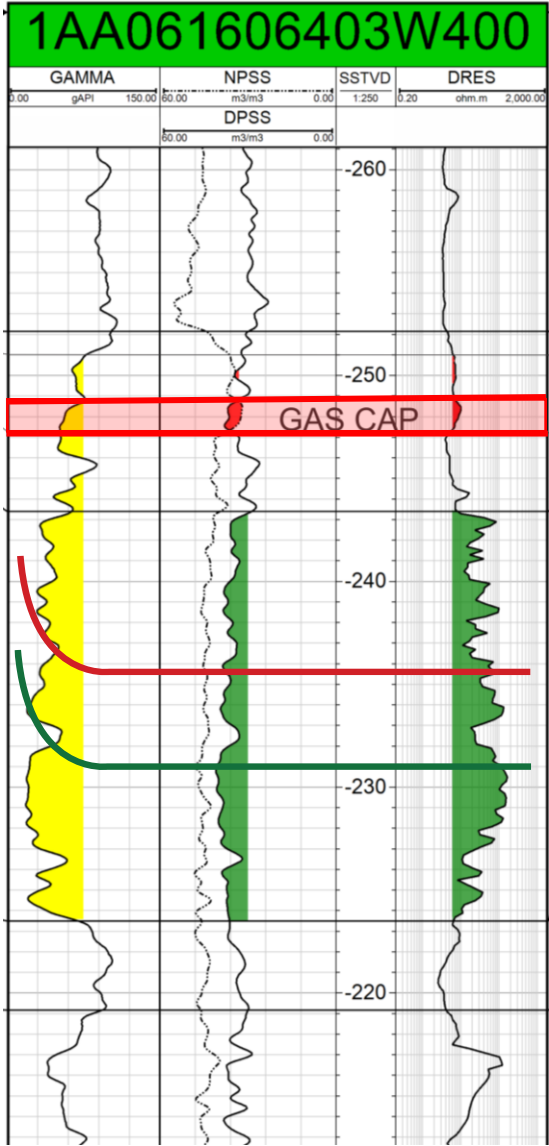 1AA061606403W400
GAMMA NPSS SSTVD DRES
0.00 gAPI 150.00 60.00 m3/m3 0.00 1:250 0.20 ohm.m 2,000.00
DPSS
60.00 m3/m3 0.00
-260
-250
GAS CAP
-240
-230
-220